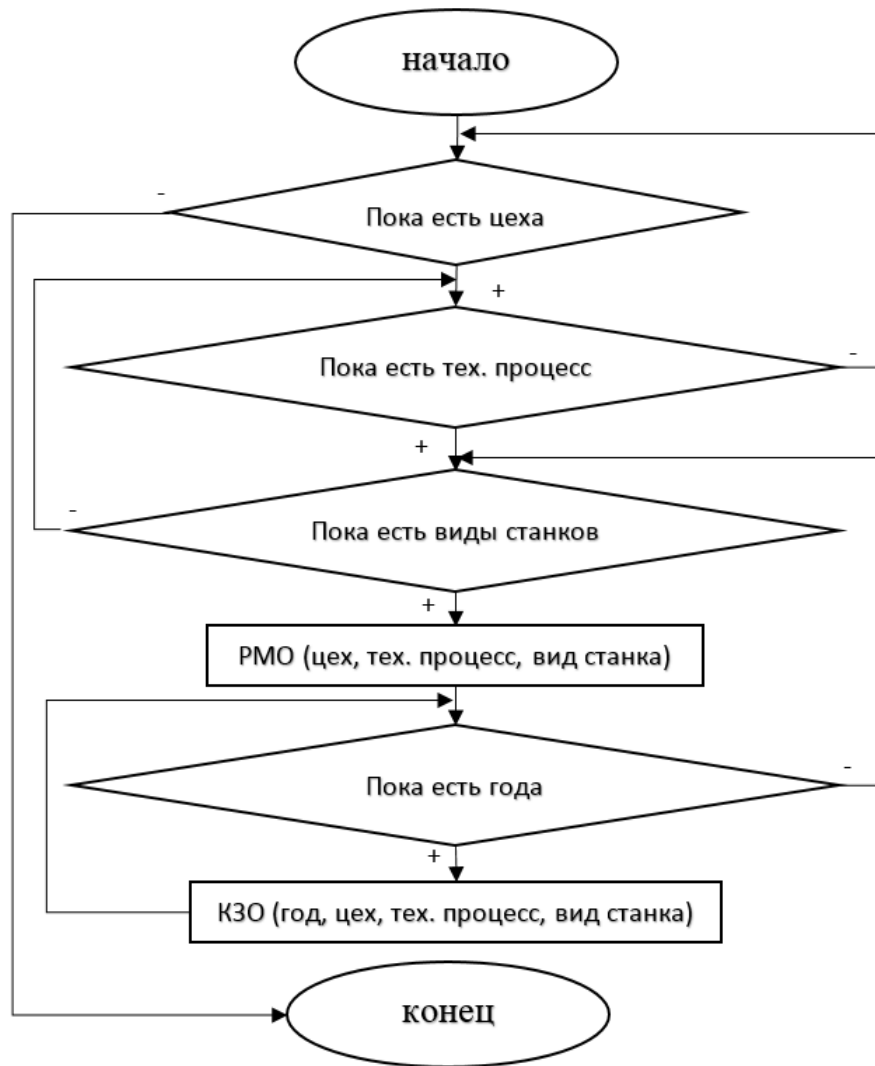 начало
-
Пока есть цеха
+
Пока есть тех. процесс
-
+
-
Пока есть виды станков
+
РМО (цех, тех. процесс, вид станка)
-
Пока есть года
+
КЗО (год, цех, тех. процесс, вид станка)
конец